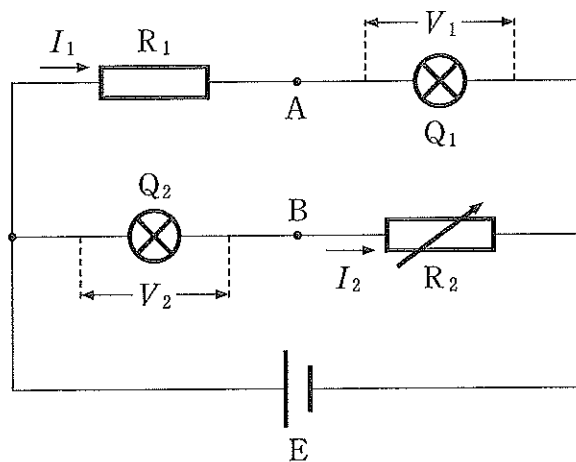 I₁ R₁ V₁
A Q₁
Q₂ B
V₂ I₂ R₂
E